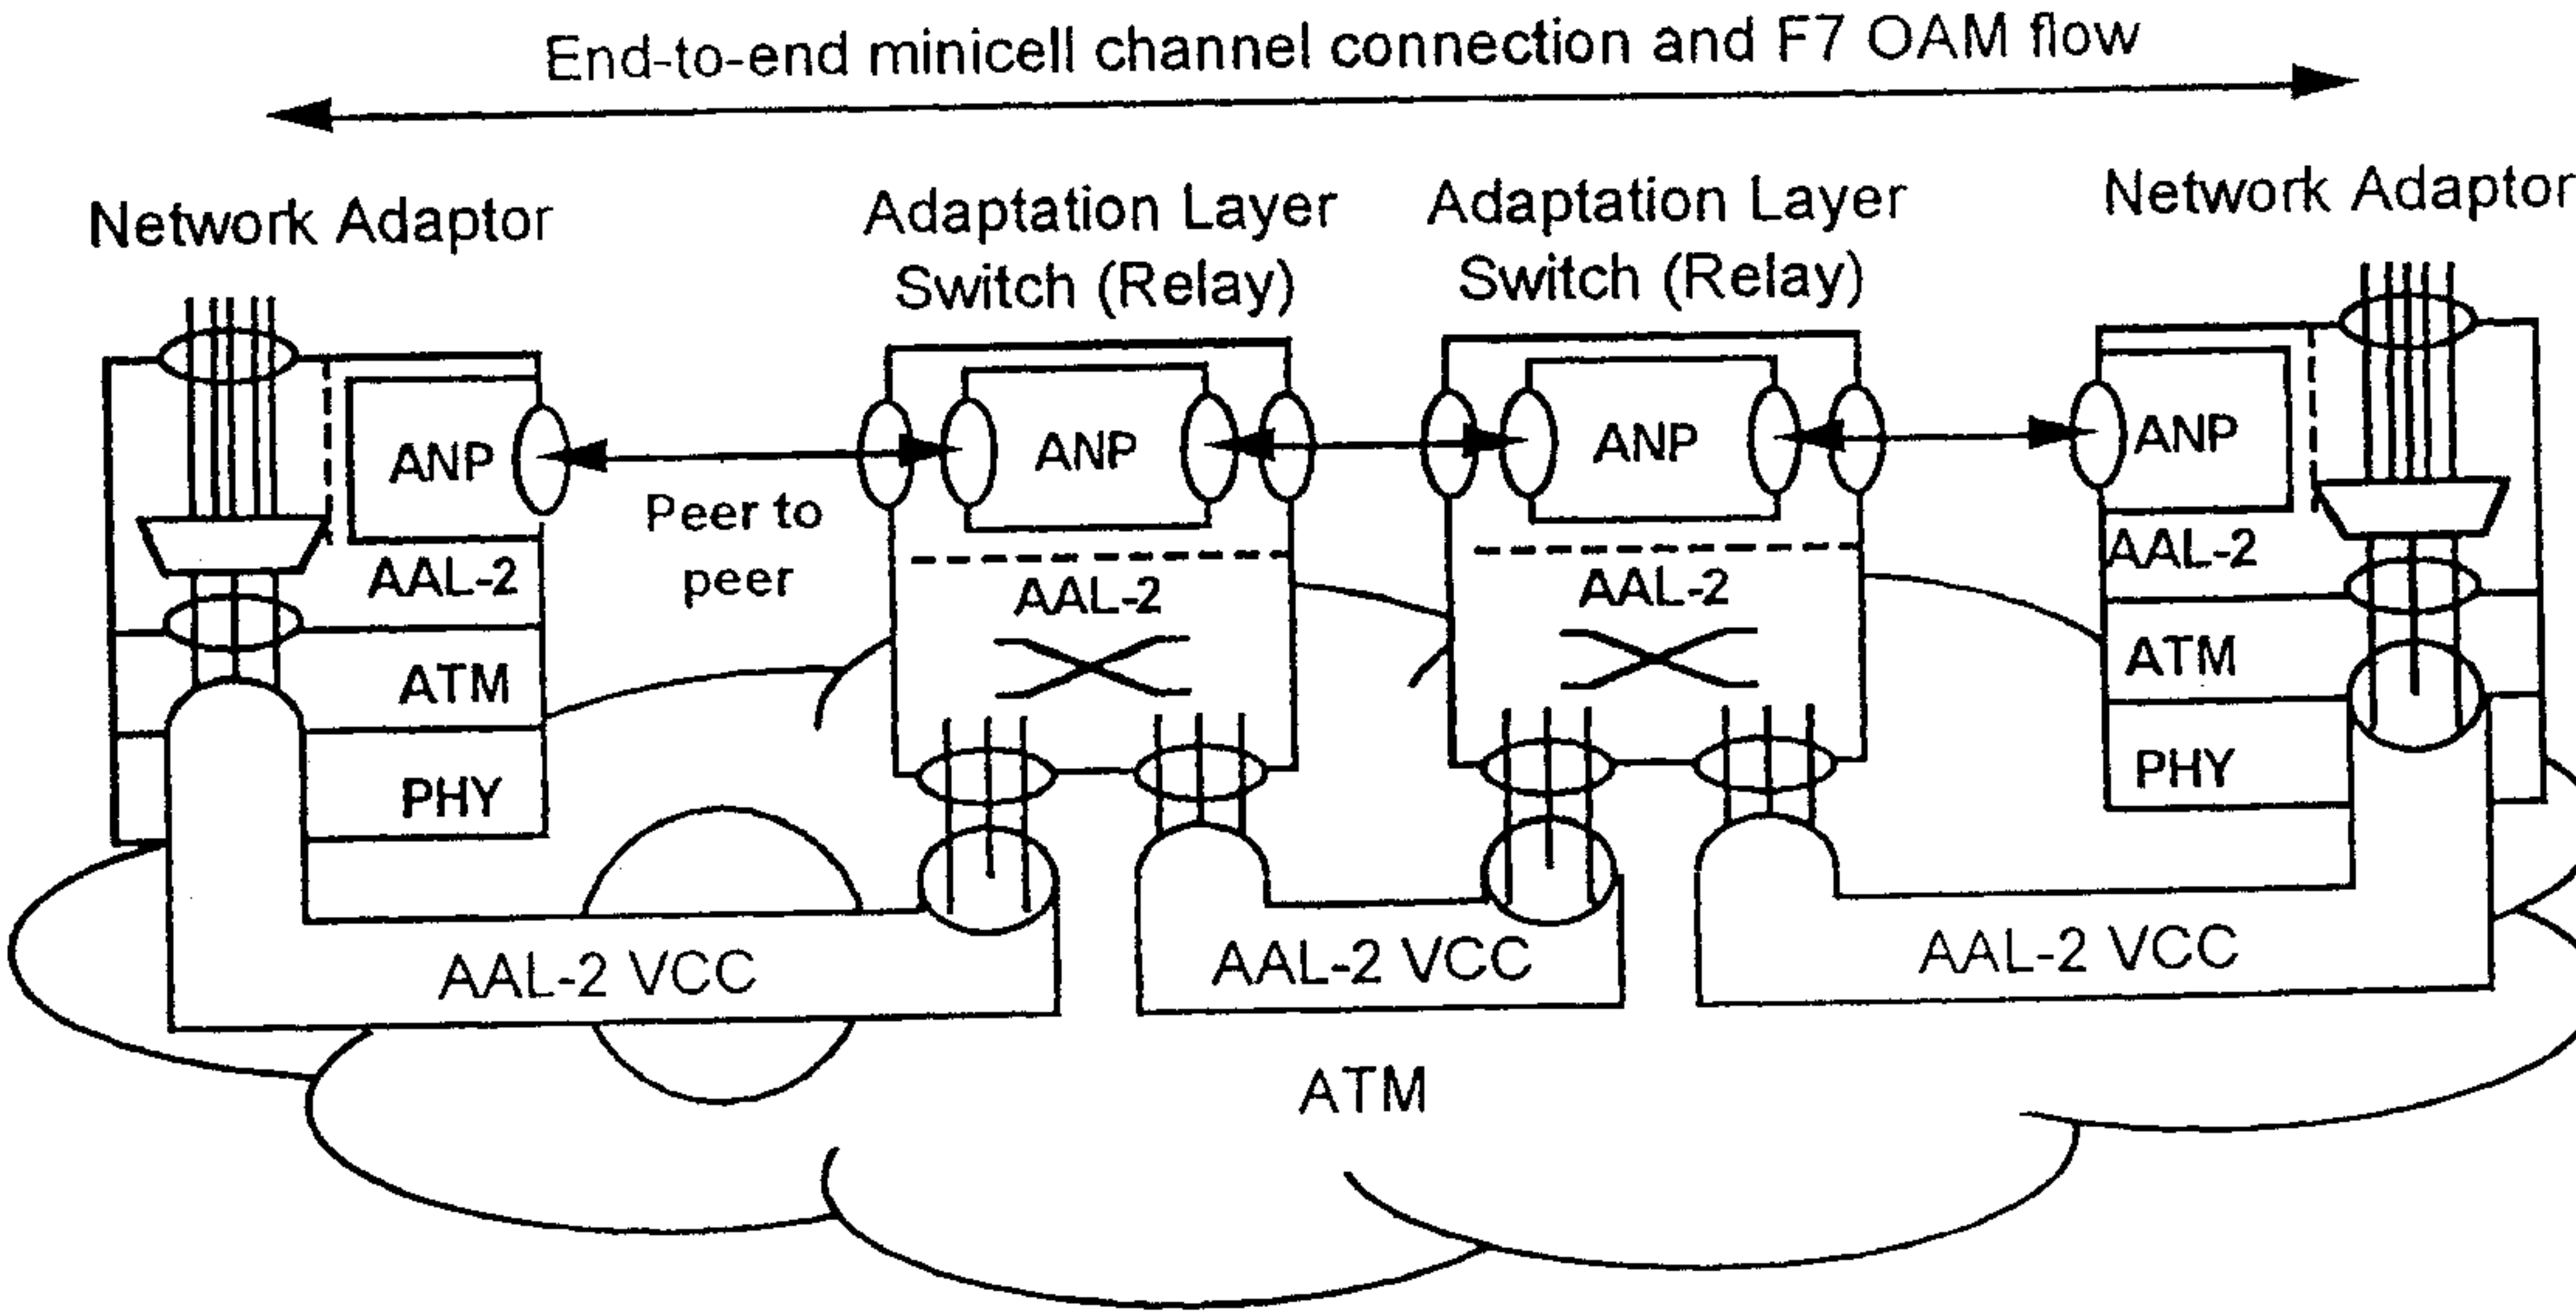 End-to-end minicell channel connection and F7 OAM flow
Network Adaptor
Adaptation Layer
Switch (Relay)
Adaptation Layer
Switch (Relay)
Network Adaptor
ANP
ANP
ANP
ANP
Peer to
peer
AAL-2
AAL-2
AAL-2
AAL-2
ATM
ATM
PHY
PHY
AAL-2 VCC
AAL-2 VCC
AAL-2 VCC
ATM